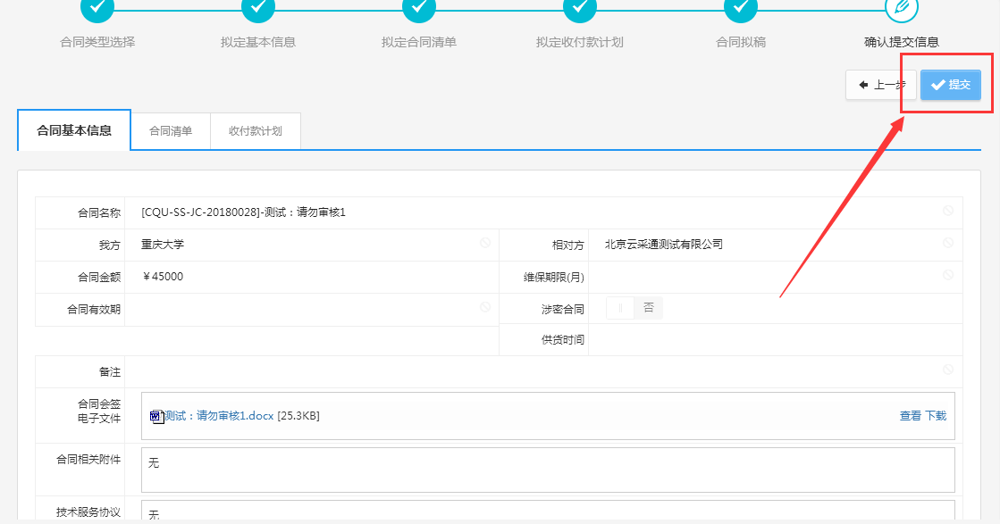 合同类型选择 拟定基本信息 拟定合同清单 拟定收付款计划 合同拟稿 确认提交信息
上一步 提交
合同基本信息 合同清单 收付款计划
合同名称 [CQU-SS-JC-20180028]-测试：请勿审核1
我方 重庆大学 相对方 北京云采通测试有限公司
合同金额 ￥45000 维保期限(月)
合同有效期 涉密合同 否
供货时间
备注
合同会签
电子文件
测试：请勿审核1.docx [25.3KB] 查看 下载
合同相关附件 无
技术服务协议 无